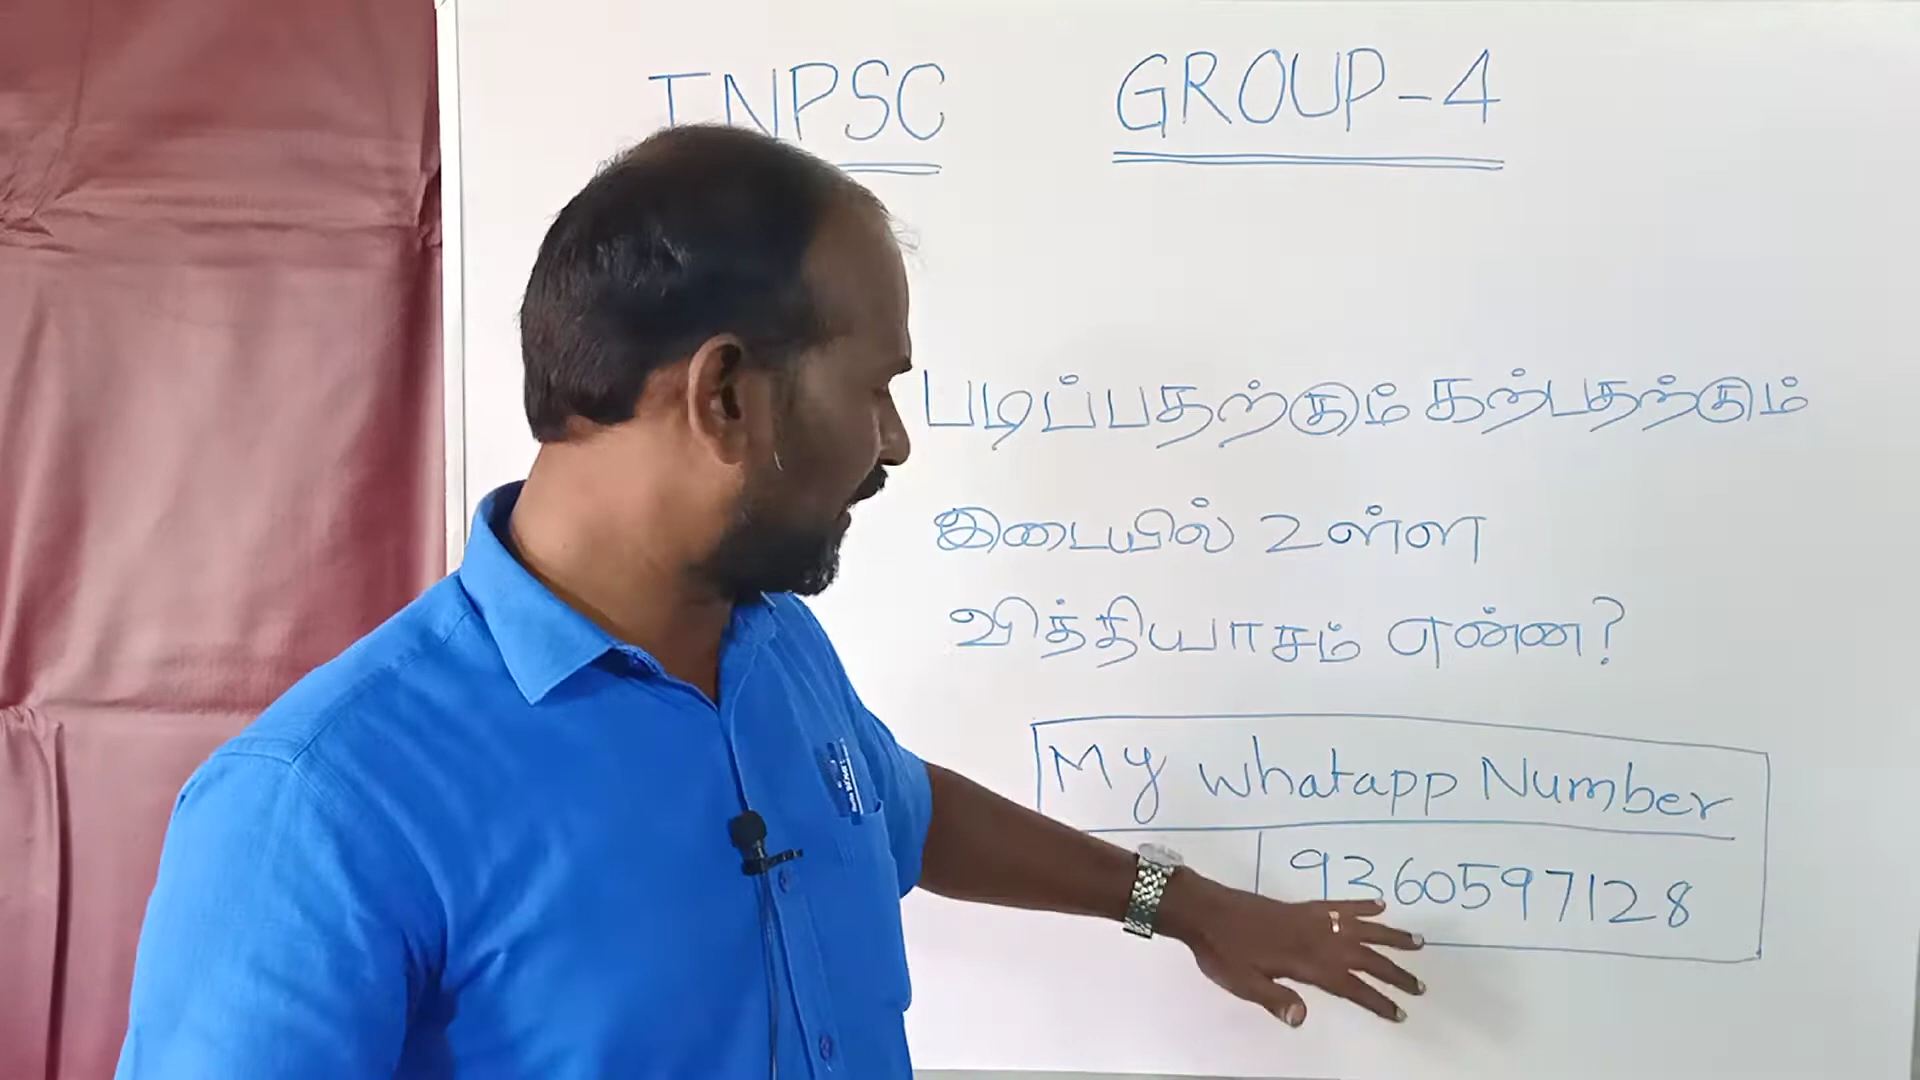 TNPSC GROUP-4
படிப்பதற்கும் கற்பதற்கும்
இடையில் உள்ள
வித்தியாசம் என்ன?
My Whatapp Number
9360597128